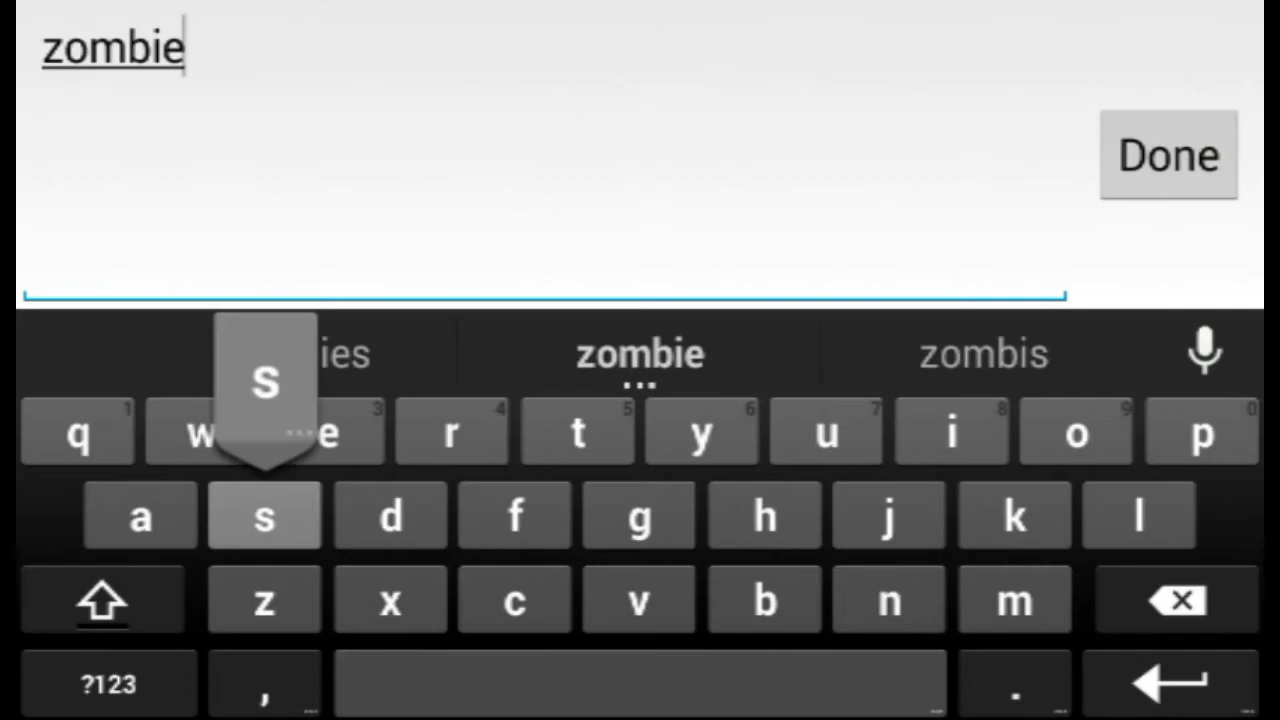 zombie
Done
s ies zombie zombis
q w e r t y u i o p
1 3 4 5 6 7 8 9 0
a s d f g h j k l
z x c v b n m
?123 , .